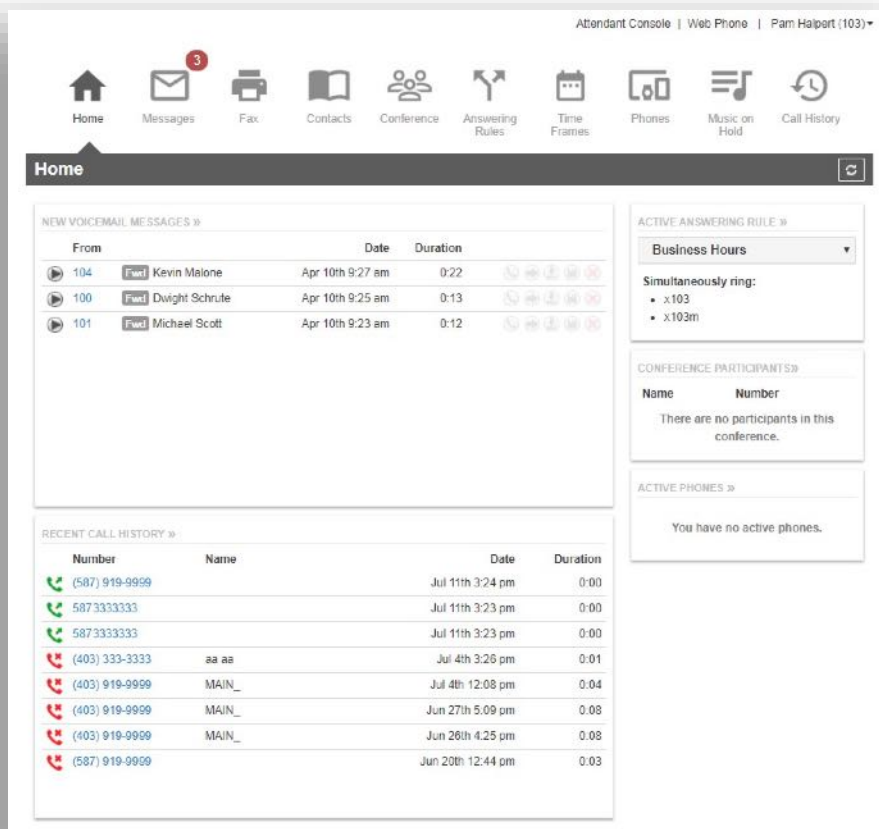 Attendant Console | Web Phone | Pam Halpert (103)
3
Home
Messages
Fax
Contacts
Conference
Answering Rules
Time Frames
Phones
Music on Hold
Call History
Home
NEW VOICEMAIL MESSAGES »
From Date Duration
104 Fwd Kevin Malone Apr 10th 9:27 am 0:22
100 Fwd Dwight Schrute Apr 10th 9:25 am 0:13
101 Fwd Michael Scott Apr 10th 9:23 am 0:12
RECENT CALL HISTORY »
Number Name Date Duration
(587) 919-9999 Jul 11th 3:24 pm 0:00
5873333333 Jul 11th 3:23 pm 0:00
5873333333 Jul 11th 3:23 pm 0:00
(403) 333-3333 aa aa Jul 4th 3:26 pm 0:01
(403) 919-9999 MAIN_ Jul 4th 12:08 pm 0:04
(403) 919-9999 MAIN_ Jun 27th 5:09 pm 0:08
(403) 919-9999 MAIN_ Jun 26th 4:25 pm 0:08
(587) 919-9999 Jun 20th 12:44 pm 0:03
ACTIVE ANSWERING RULE »
Business Hours
Simultaneously ring:
• x103
• x103m
CONFERENCE PARTICIPANTS»
Name Number
There are no participants in this
conference.
ACTIVE PHONES »
You have no active phones.